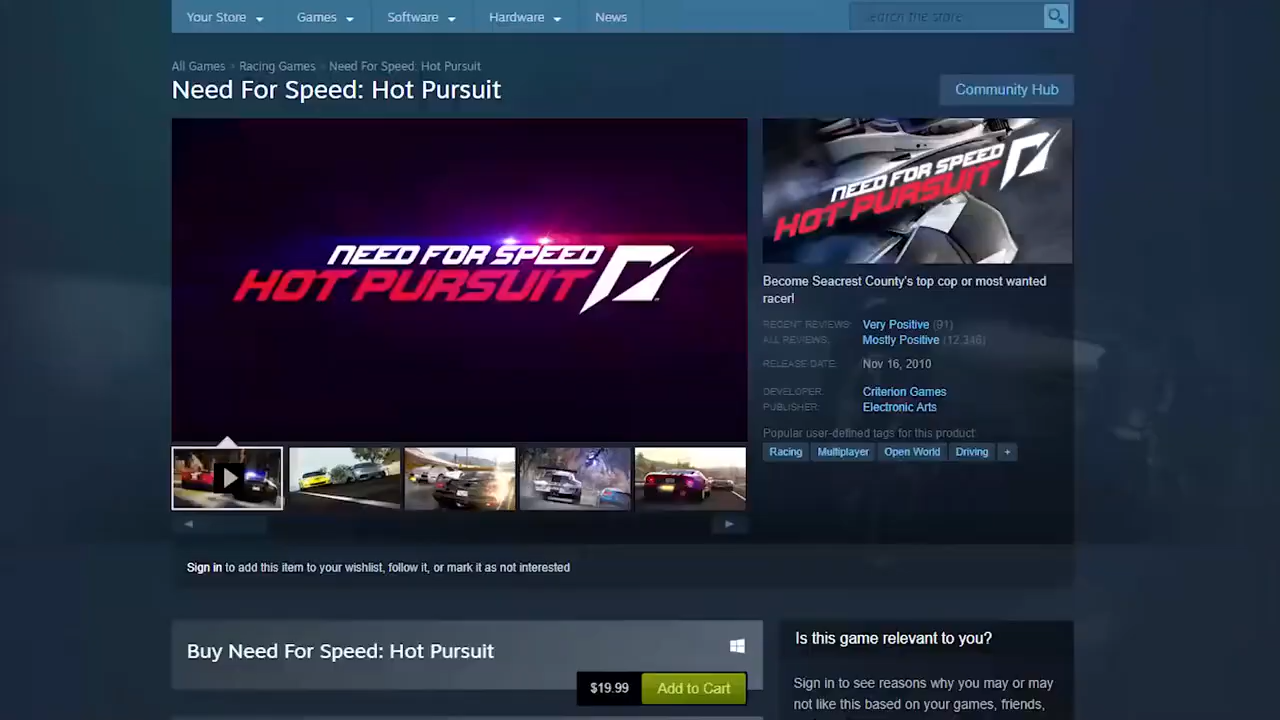 Your Store
Games
Software
Hardware
News
search the store
All Games > Racing Games > Need For Speed: Hot Pursuit
Need For Speed: Hot Pursuit
Community Hub
NEED FOR SPEED
HOT PURSUIT
NEED FOR SPEED
HOT PURSUIT
Become Seacrest County's top cop or most wanted
racer!
RECENT REVIEWS: Very Positive (91)
ALL REVIEWS: Mostly Positive (12,346)
RELEASE DATE: Nov 16, 2010
DEVELOPER: Criterion Games
PUBLISHER: Electronic Arts
Popular user-defined tags for this product:
Racing Multiplayer Open World Driving +
Sign in to add this item to your wishlist, follow it, or mark it as not interested
Buy Need For Speed: Hot Pursuit
$19.99 Add to Cart
Is this game relevant to you?
Sign in to see reasons why you may or may
not like this based on your games, friends,